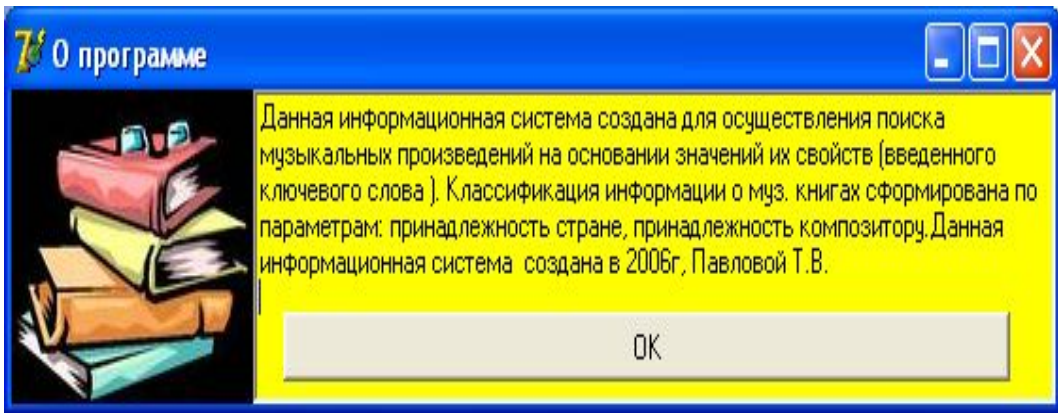 О программе
Данная информационная система создана для осуществления поиска
музыкальных произведений на основании значений их свойств (введенного
ключевого слова ). Классификация информации о муз. книгах сформирована по
параметрам: принадлежность стране, принадлежность композитору.Данная
информационная система  создана в 2006г, Павловой Т.В.
OK